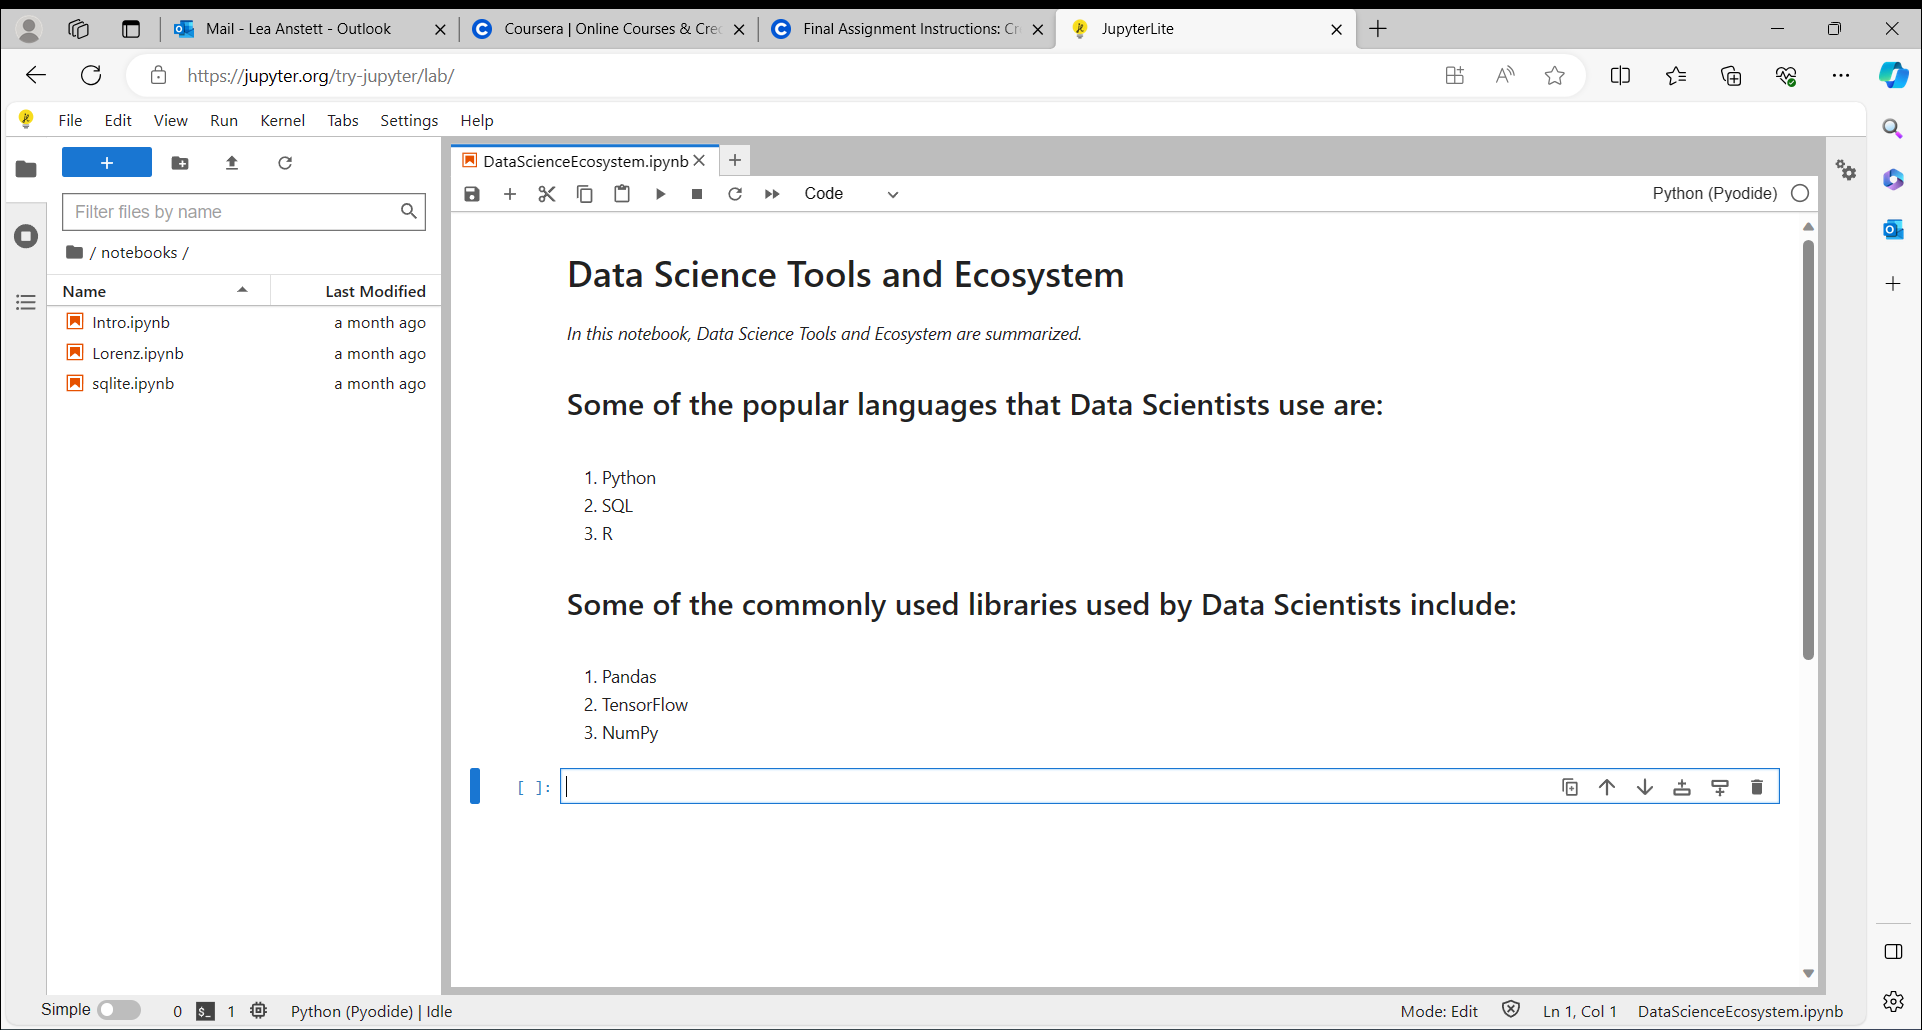 Mail - Lea Anstett - Outlook
Coursera | Online Courses & Cre
Final Assignment Instructions: Cr
JupyterLite
https://jupyter.org/try-jupyter/lab/
File Edit View Run Kernel Tabs Settings Help
DataScienceEcosystem.ipynb
Filter files by name
/ notebooks /
Name Last Modified
Intro.ipynb a month ago
Lorenz.ipynb a month ago
sqlite.ipynb a month ago
Code
Python (Pyodide)
Data Science Tools and Ecosystem
In this notebook, Data Science Tools and Ecosystem are summarized.
Some of the popular languages that Data Scientists use are:
1. Python
2. SQL
3. R
Some of the commonly used libraries used by Data Scientists include:
1. Pandas
2. TensorFlow
3. NumPy
[ ]:
Simple 0 $_ 1 Python (Pyodide) | Idle
Mode: Edit Ln 1, Col 1 DataScienceEcosystem.ipynb